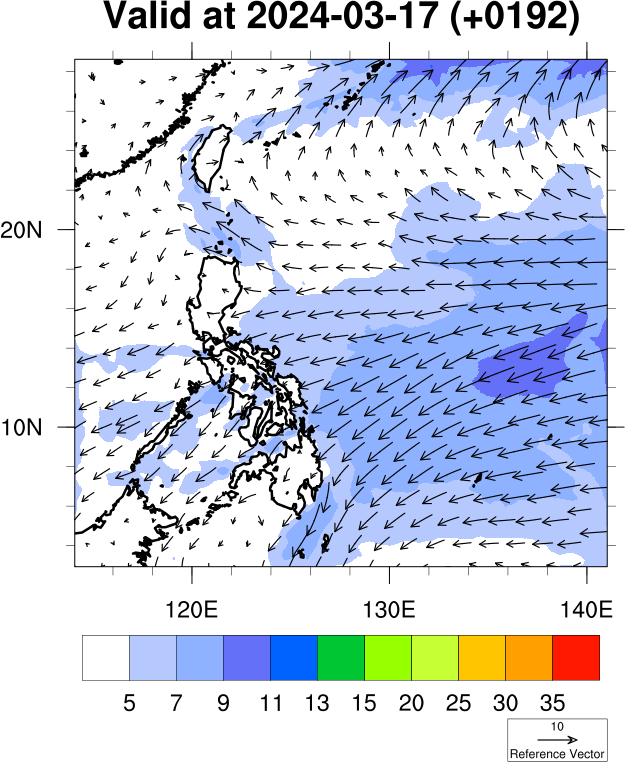 Valid at 2024-03-17 (+0192)
20N
10N
120E 130E 140E
5 7 9 11 13 15 20 25 30 35
10
Reference Vector